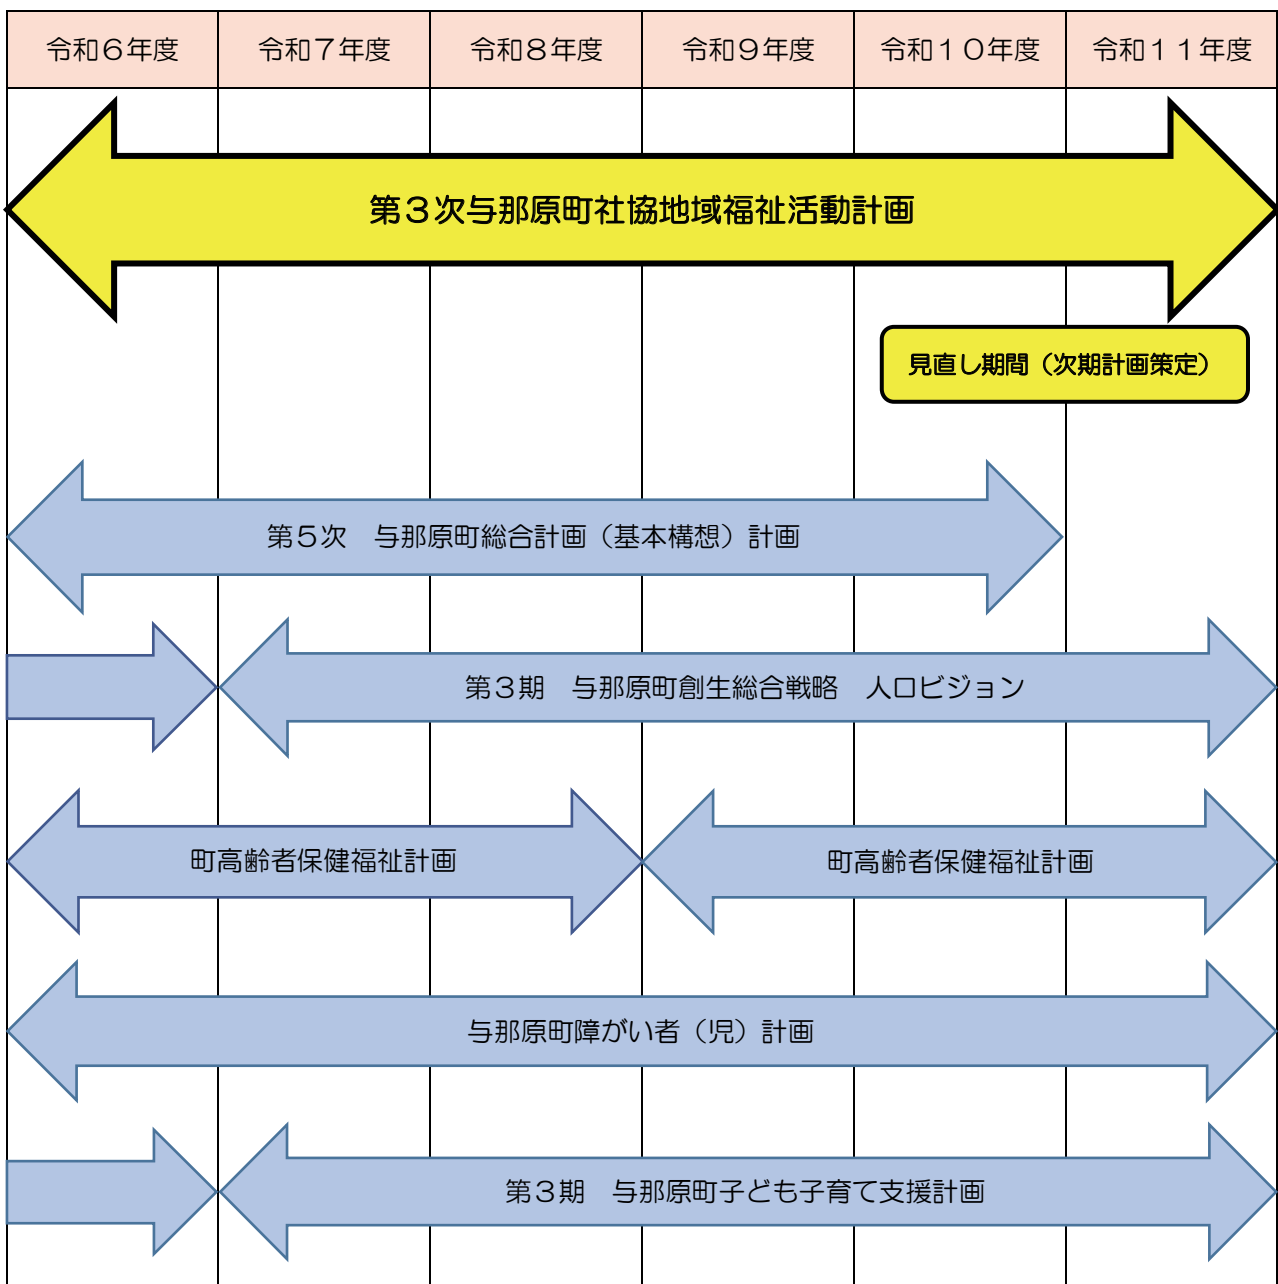 令和６年度
令和７年度
令和８年度
令和９年度
令和１０年度
令和１１年度
第３次与那原町社協地域福祉活動計画
見直し期間（次期計画策定）
第５次　与那原町総合計画（基本構想）計画
第３期　与那原町創生総合戦略　人口ビジョン
町高齢者保健福祉計画
町高齢者保健福祉計画
与那原町障がい者（児）計画
第３期　与那原町子ども子育て支援計画